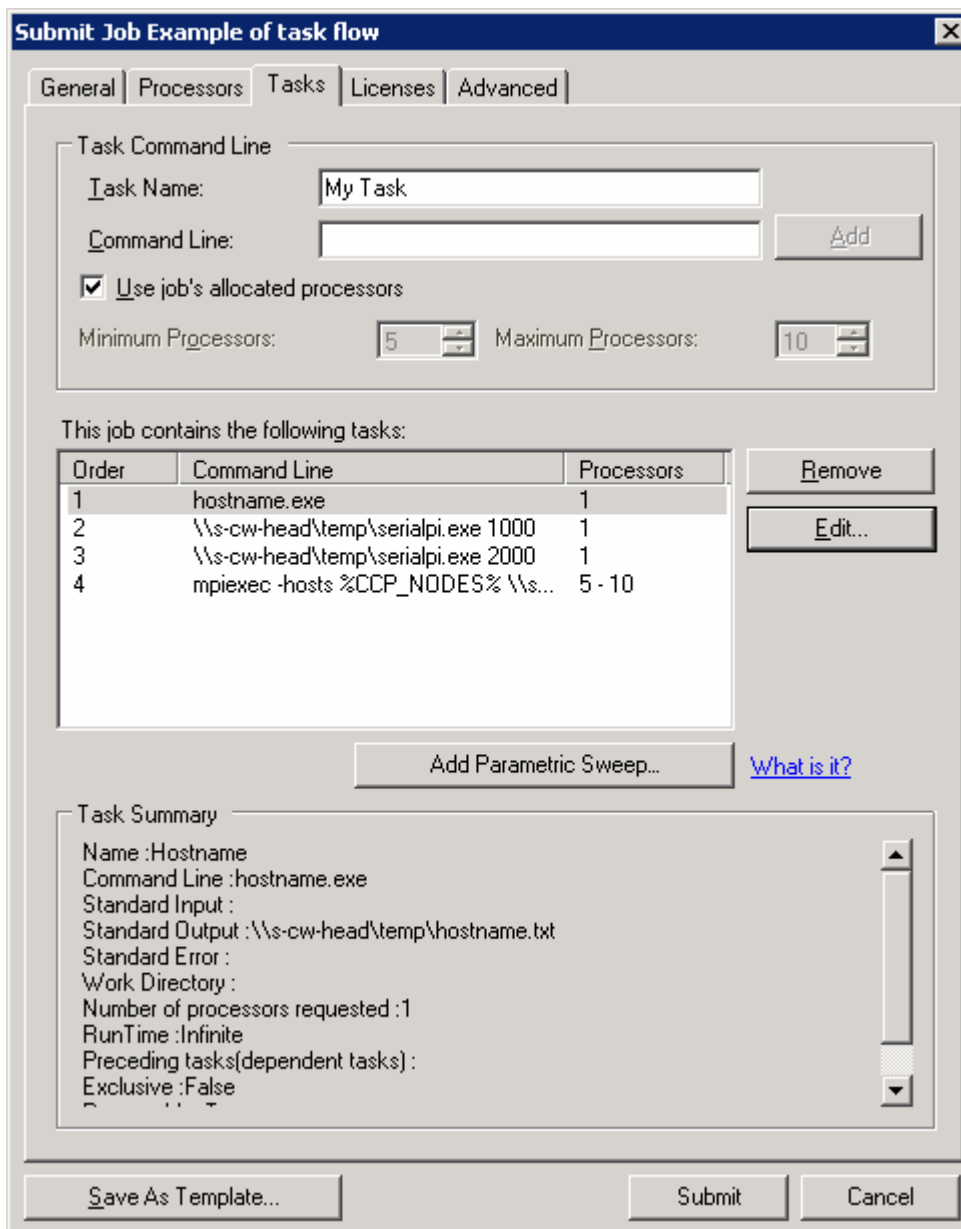 Submit Job Example of task flow
General Processors Tasks Licenses Advanced
Task Command Line
Task Name: My Task
Command Line: Add
Use job's allocated processors
Minimum Processors: 5 Maximum Processors: 10
This job contains the following tasks:
Order Command Line Processors
1 hostname.exe 1
2 \\s-cw-head\temp\serialpi.exe 1000 1
3 \\s-cw-head\temp\serialpi.exe 2000 1
4 mpiexec -hosts %CCP_NODES% \\s... 5 - 10
Remove
Edit...
Add Parametric Sweep... What is it?
Task Summary
Name :Hostname
Command Line :hostname.exe
Standard Input :
Standard Output :\\s-cw-head\temp\hostname.txt
Standard Error :
Work Directory :
Number of processors requested :1
RunTime :Infinite
Preceding tasks(dependent tasks) :
Exclusive :False
Save As Template... Submit Cancel